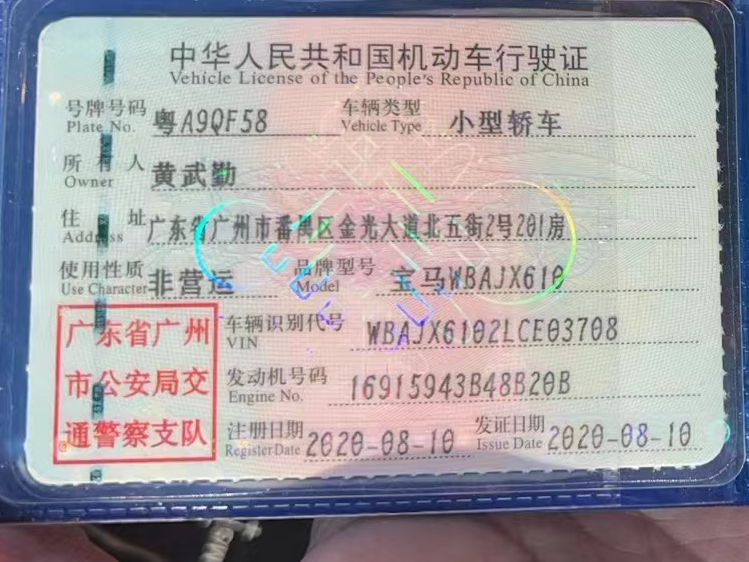 中华人民共和国机动车行驶证
Vehicle License of the People's Republic of China
号牌号码 粤A9QF58 车辆类型 小型轿车
Plate No. Vehicle Type
所有人 黄武勤
Owner
住址 广东省广州市番禺区金光大道北五街2号201房
Address
使用性质 非营运 品牌型号 宝马WBAJX610
Use Character Model
广东省广州
市公安局交
通警察支队
车辆识别代号 WBAJX6102LCE03708
VIN
发动机号码 16915943B48B20B
Engine No.
注册日期 2020-08-10 发证日期 2020-08-10
Register Date Issue Date